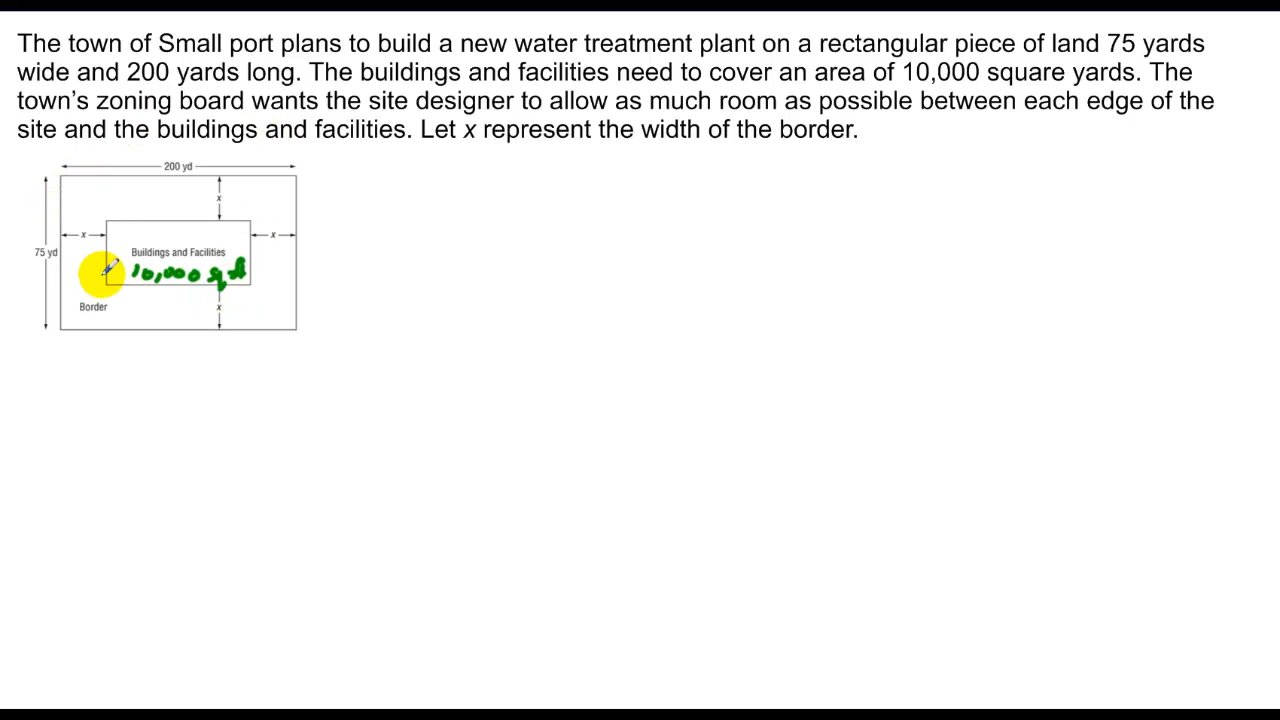 The town of Small port plans to build a new water treatment plant on a rectangular piece of land 75 yards
wide and 200 yards long. The buildings and facilities need to cover an area of 10,000 square yards. The
town’s zoning board wants the site designer to allow as much room as possible between each edge of the
site and the buildings and facilities. Let x represent the width of the border.
200 yd
x
x
x
75 yd
Buildings and Facilities
10,000 sq
Border
x